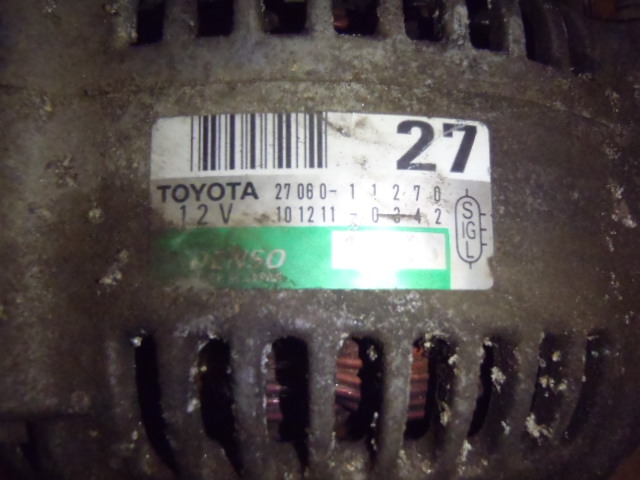 27
TOYOTA 27060-11270
12V 101211-0342
DENSO
S
IG
L